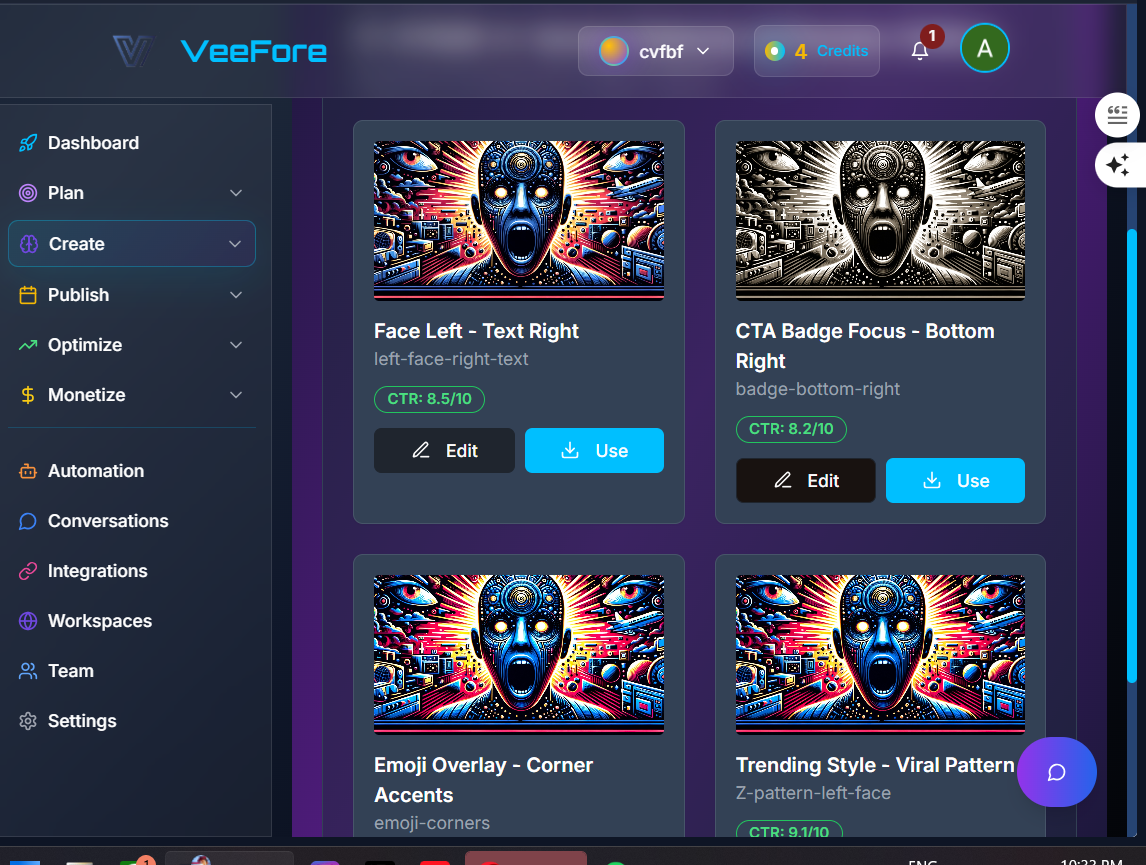 VeeFore
cvfbf
4 Credits
1
A
Dashboard
Plan
Create
Publish
Optimize
Monetize
Automation
Conversations
Integrations
Workspaces
Team
Settings
Face Left - Text Right
left-face-right-text
CTR: 8.5/10
Edit
Use
CTA Badge Focus - Bottom
Right
badge-bottom-right
CTR: 8.2/10
Edit
Use
Emoji Overlay - Corner
Accents
emoji-corners
Trending Style - Viral Pattern
Z-pattern-left-face
CTR: 9.1/10
1
ENG
10:33 PM